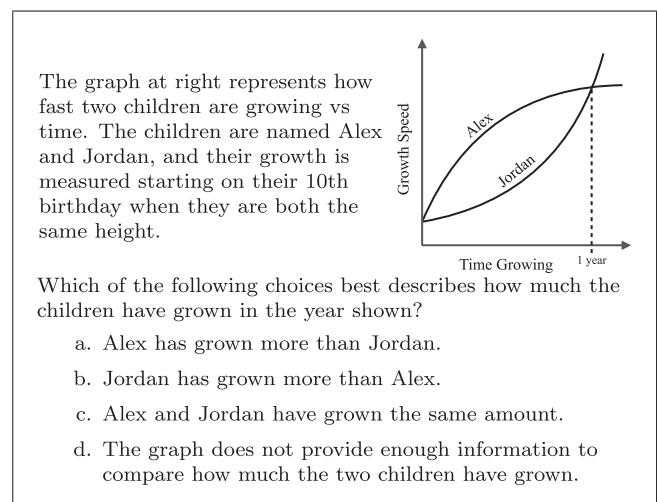 The graph at right represents how
fast two children are growing vs
time. The children are named Alex
and Jordan, and their growth is
measured starting on their 10th
birthday when they are both the
same height.
Growth Speed
Alex
Jordan
Time Growing
1 year
Which of the following choices best describes how much the
children have grown in the year shown?
a. Alex has grown more than Jordan.
b. Jordan has grown more than Alex.
c. Alex and Jordan have grown the same amount.
d. The graph does not provide enough information to
compare how much the two children have grown.